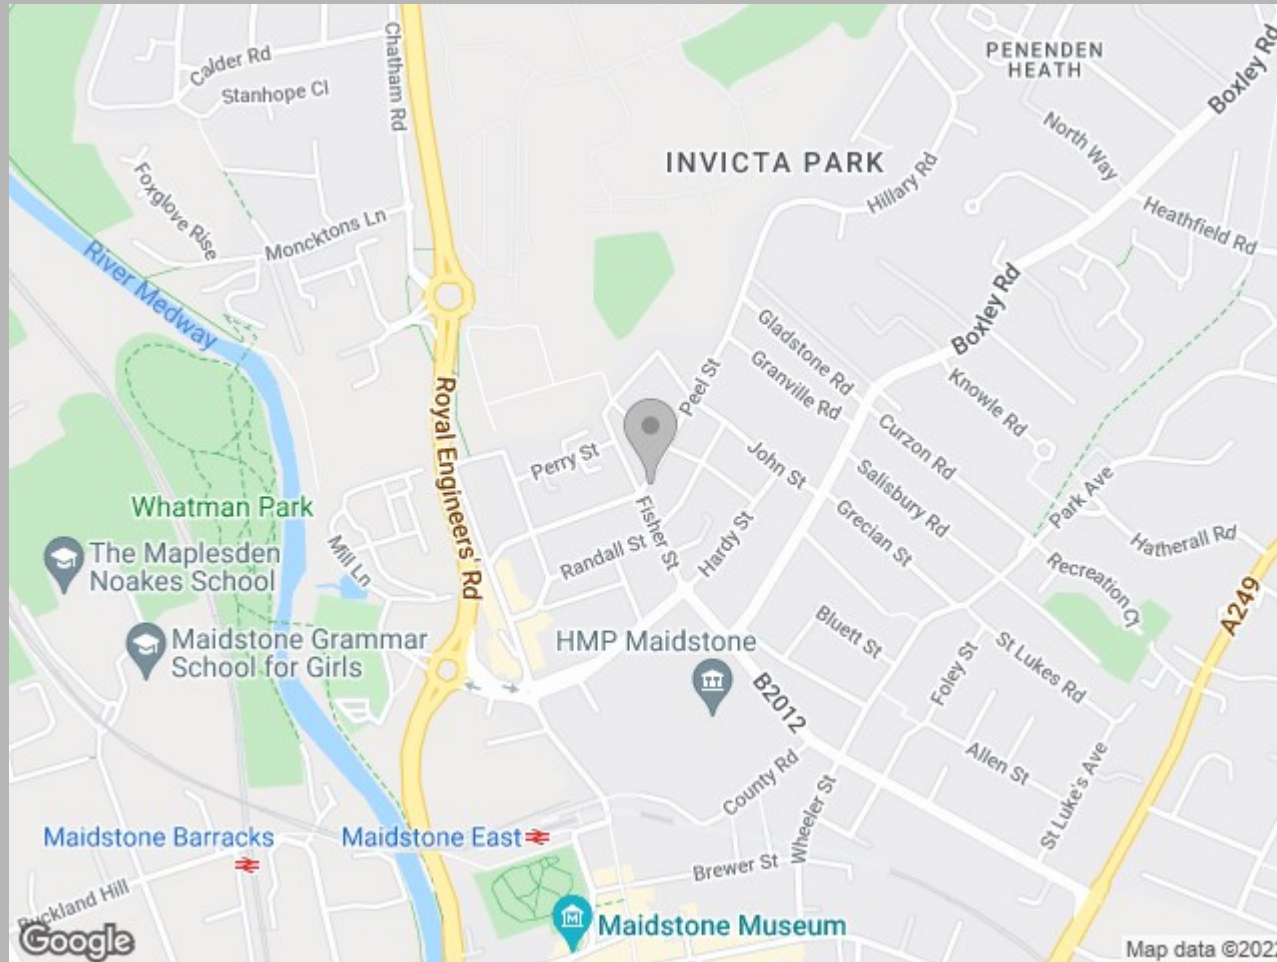 Calder Rd
Stanhope Cl
Chatham Rd
PENENDEN
HEATH
Boxley Rd
North Way
INVICTA PARK
Hillary Rd
Heathfield Rd
Foxglove Rise
Moncktons Ln
River Medway
Boxley Rd
Gladstone Rd
Granville Rd
Peel St
Knowle Rd
Royal Engineers' Rd
Curzon Rd
Perry St
John St
Salisbury Rd
Park Ave
Whatman Park
Fisher St
Grecian St
Hatherall Rd
The Maplesden
Noakes School
Mill Ln
Randall St
Hardy St
Recreation Cl
A249
Maidstone Grammar
School for Girls
HMP Maidstone
Bluett St
Foley St
St Lukes Rd
B2012
Allen St
County Rd
Wheeler St
St Luke's Ave
Maidstone Barracks
Maidstone East
Brewer St
Buckland Hill
Maidstone Museum
Google
Map data ©2022